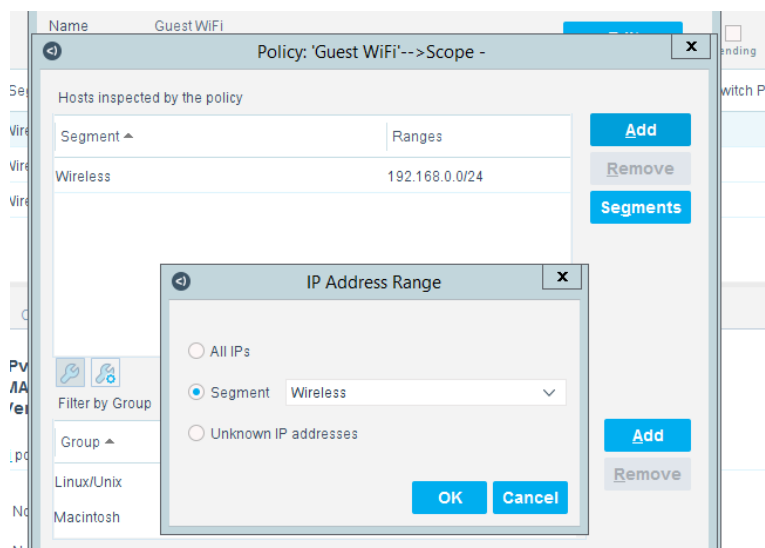 Name Guest WiFi
Policy: 'Guest WiFi'-->Scope - x
ending
Hosts inspected by the policy
Segment Ranges
Add
Wireless 192.168.0.0/24
Remove
Segments
IP Address Range x
All IPs
Segment Wireless
Unknown IP addresses
OK Cancel
Filter by Group
Group
Add
Linux/Unix
Remove
Macintosh